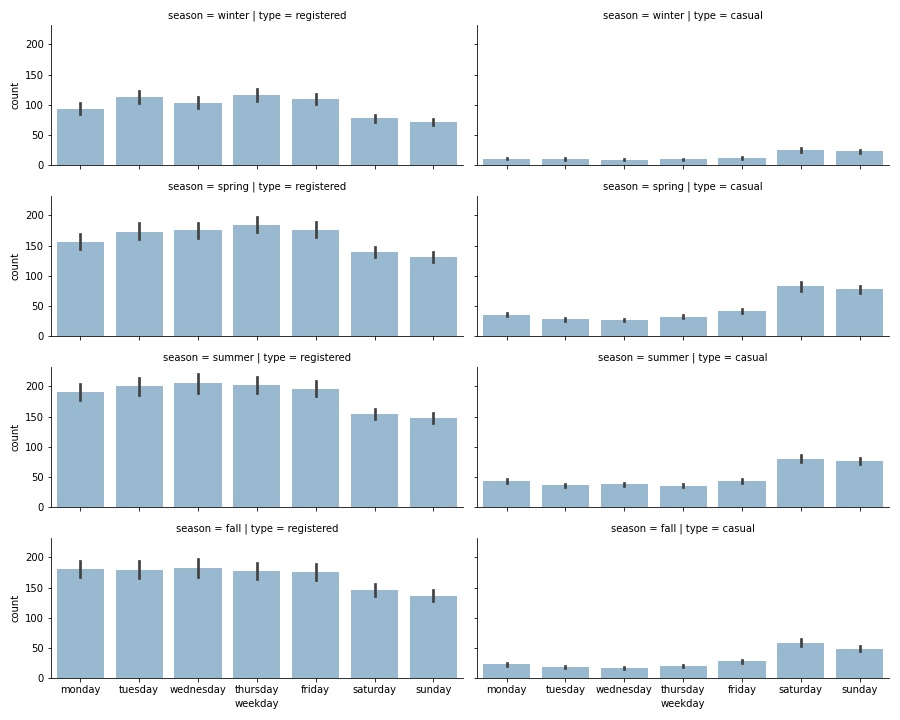 season = winter | type = registered
season = winter | type = casual
200
150
100
50
0
count
season = spring | type = registered
season = spring | type = casual
200
150
100
50
0
count
season = summer | type = registered
season = summer | type = casual
200
150
100
50
0
count
season = fall | type = registered
season = fall | type = casual
200
150
100
50
0
count
monday tuesday wednesday thursday friday saturday sunday
weekday
monday tuesday wednesday thursday friday saturday sunday
weekday